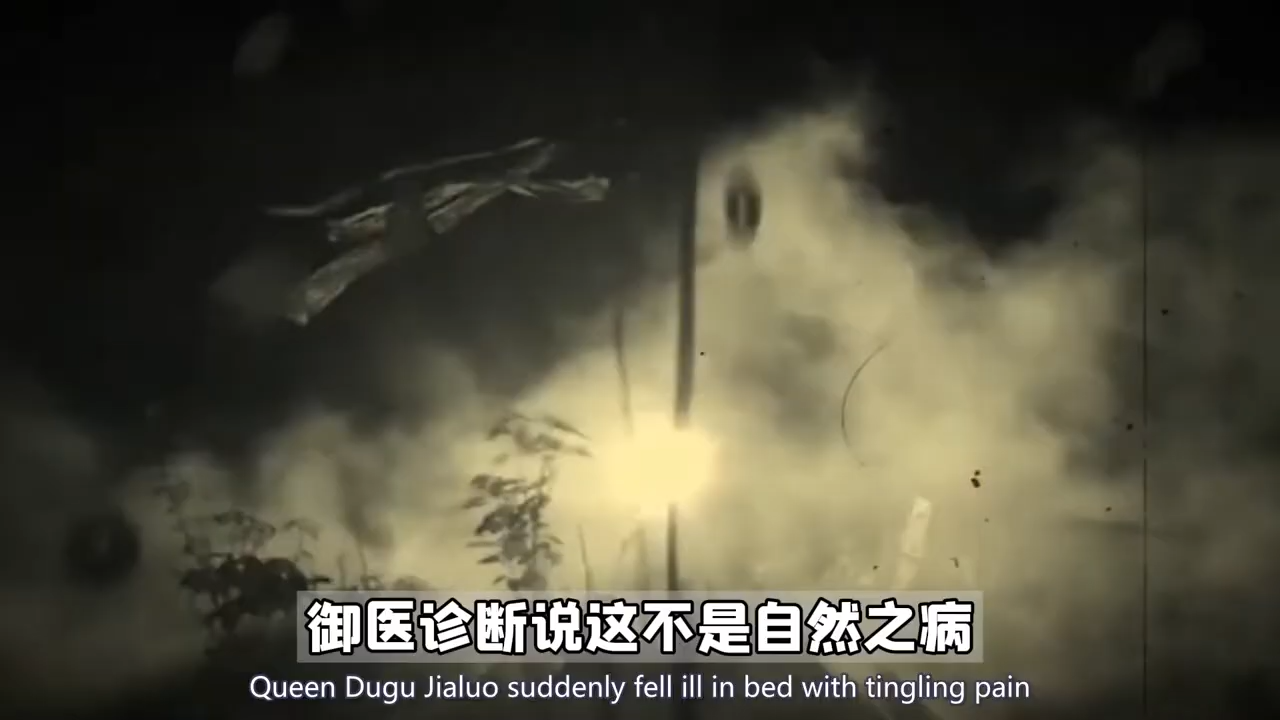 御医诊断说这不是自然之病
Queen Dugu Jialuo suddenly fell ill in bed with tingling pain